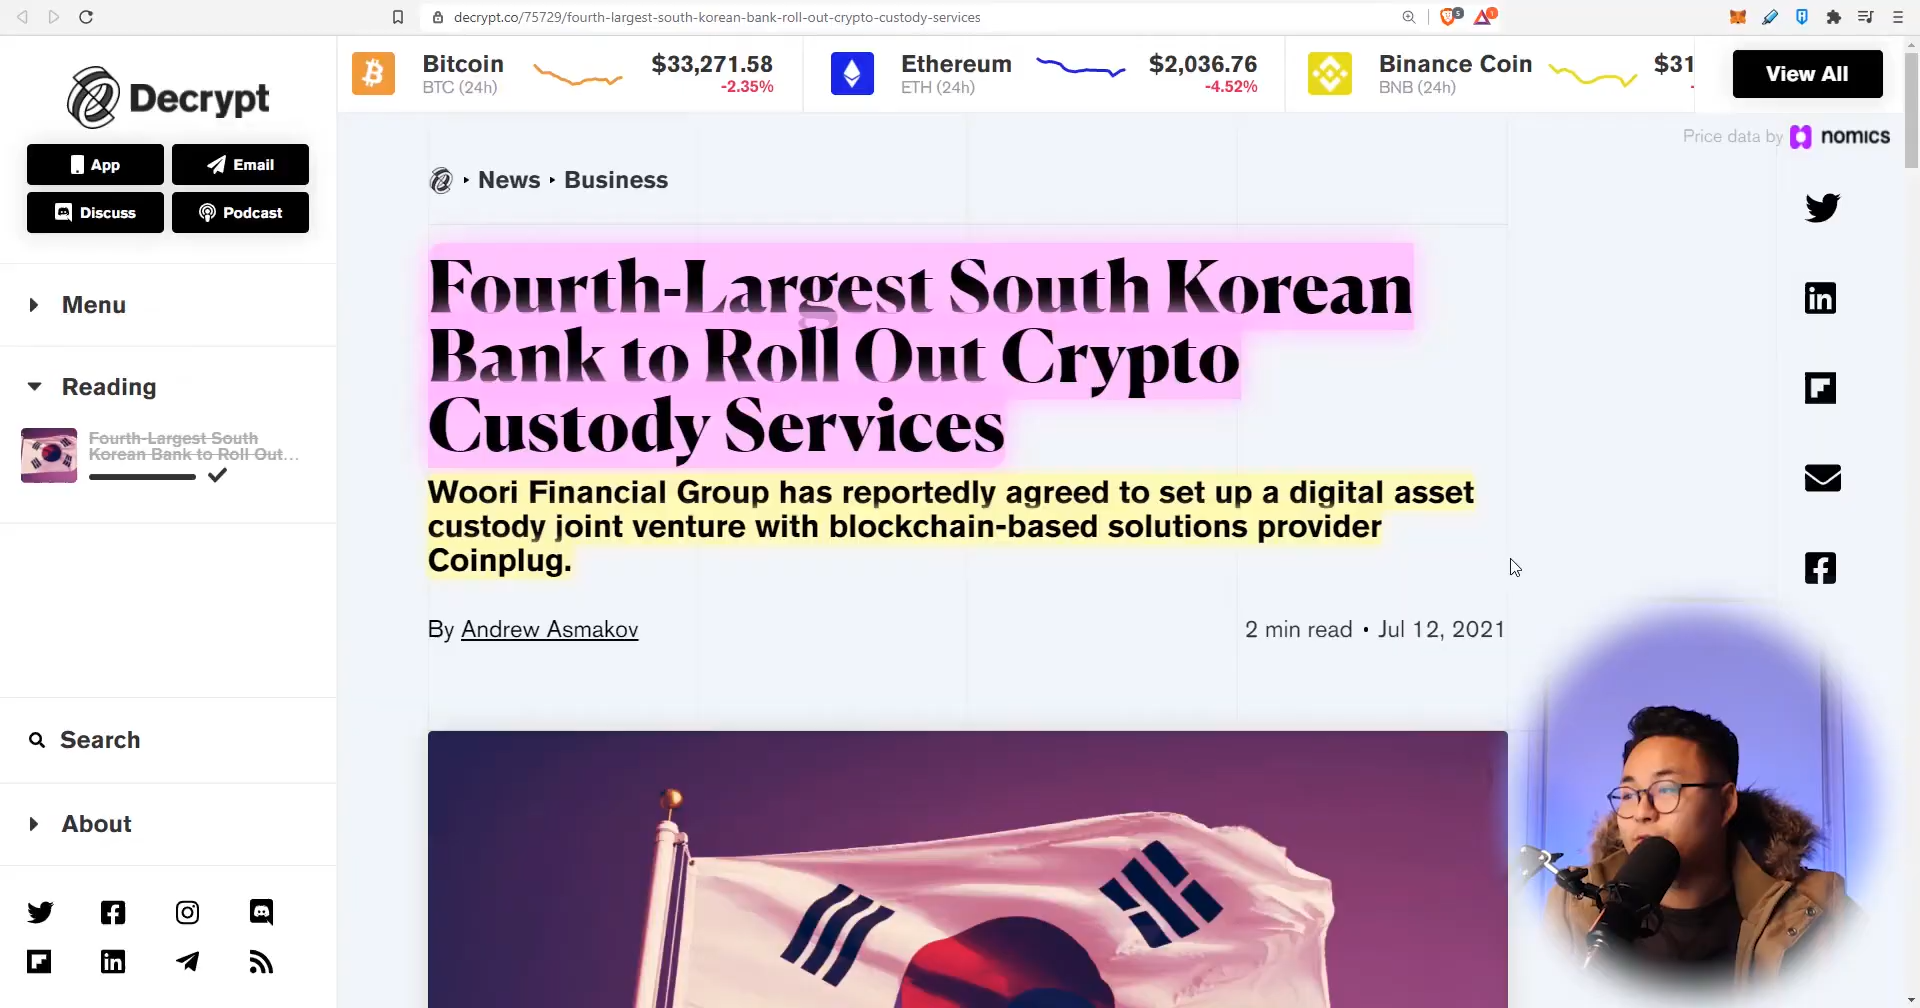 decrypt.co/75729/fourth-largest-south-korean-bank-roll-out-crypto-custody-services
5
1
Decrypt
App
Email
Discuss
Podcast
Menu
Reading
Fourth-Largest South
Korean Bank to Roll Out...
Search
About
Bitcoin
BTC (24h)
$33,271.58
-2.35%
Ethereum
ETH (24h)
$2,036.76
-4.52%
Binance Coin
BNB (24h)
$31
-
View All
Price data by nomics
News
Business
Fourth-Largest South Korean
Bank to Roll Out Crypto
Custody Services
Woori Financial Group has reportedly agreed to set up a digital asset
custody joint venture with blockchain-based solutions provider
Coinplug.
By Andrew Asmakov
2 min read • Jul 12, 2021